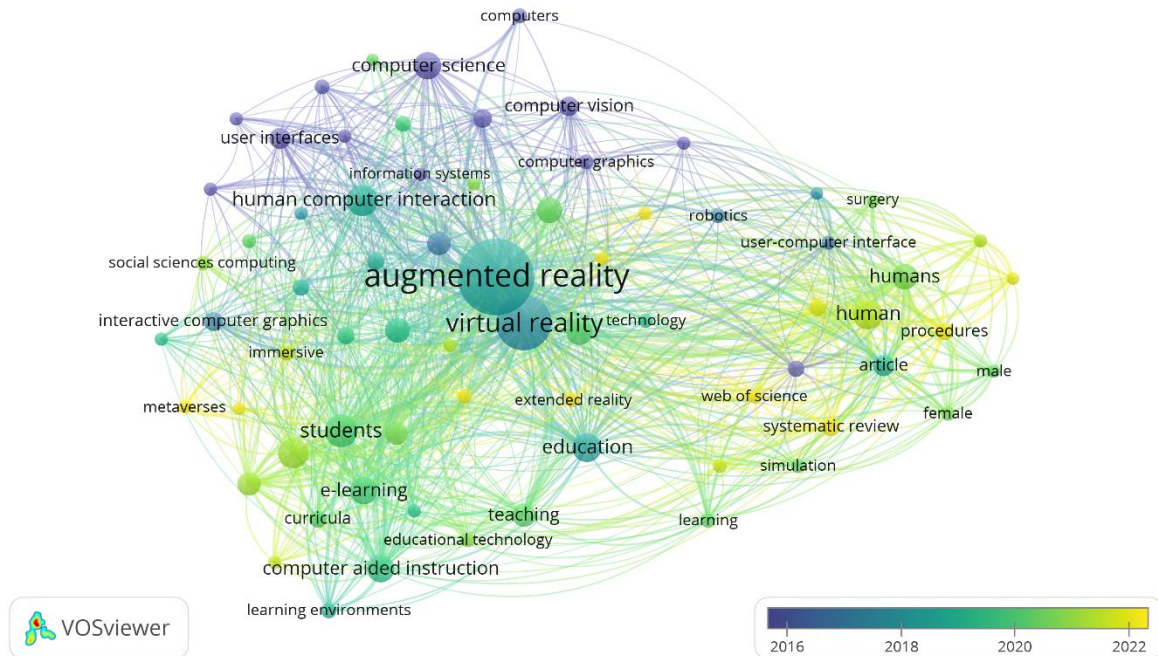 computers
computer science
computer vision
user interfaces
computer graphics
information systems
human computer interaction
surgery
robotics
user-computer interface
social sciences computing
augmented reality
humans
human
interactive computer graphics
virtual reality
technology
procedures
immersive
article
male
metaverses
extended reality
web of science
female
students
systematic review
education
simulation
e-learning
curricula
teaching
learning
educational technology
computer aided instruction
learning environments
VOSviewer
2016
2018
2020
2022